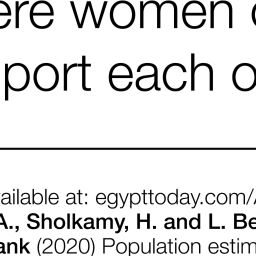 ere women
port each o
ailable at: egypttoday.com/
A., Sholkamy, H. and L. Be
ank (2020) Population estim